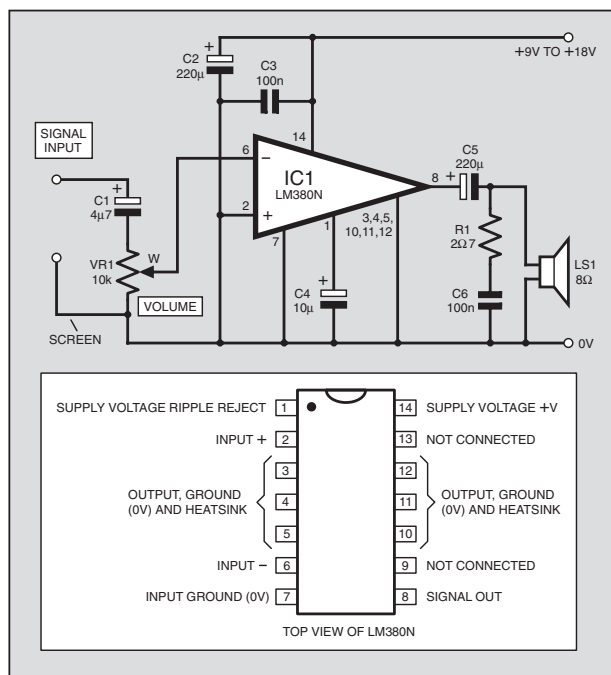 +9V TO +18V
C2
220µ
+
C3
100n
14
SIGNAL
INPUT
6
−
IC1
LM380N
8
C5
220µ
+
C1
4µ7
+
2
+
7
1
3,4,5,
10,11,12
R1
2Ω7
LS1
8Ω
VR1
10k
W
VOLUME
C4
10µ
+
C6
100n
SCREEN
0V
SUPPLY VOLTAGE RIPPLE REJECT 1
14 SUPPLY VOLTAGE +V
INPUT + 2
13 NOT CONNECTED
3
12
OUTPUT, GROUND
(0V) AND HEATSINK
4
11
OUTPUT, GROUND
(0V) AND HEATSINK
5
10
INPUT − 6
9 NOT CONNECTED
INPUT GROUND (0V) 7
8 SIGNAL OUT
TOP VIEW OF LM380N